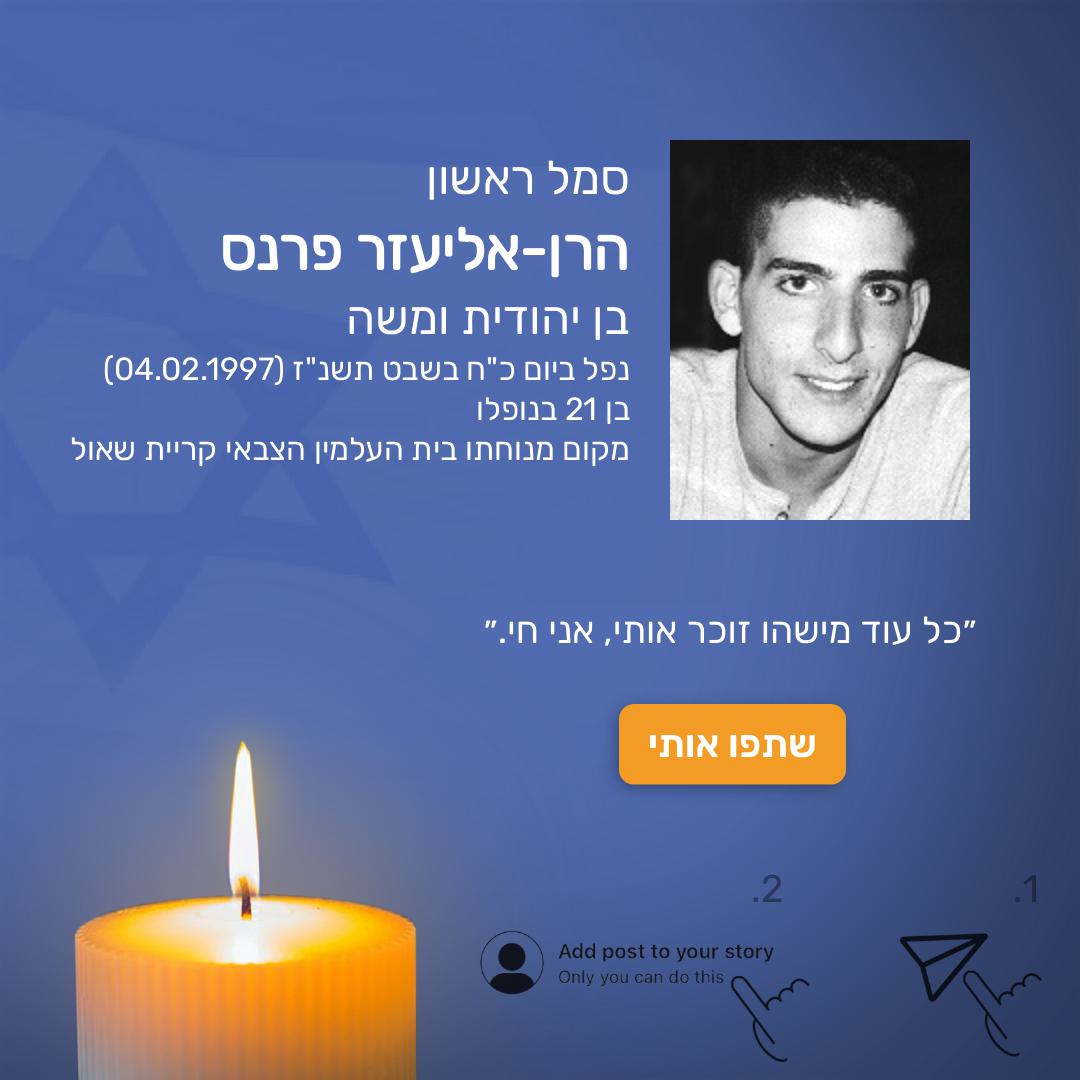 סמל ראשון
הרן-אליעזר פרנס
בן יהודית ומשה
נפל ביום כ"ח בשבט תשנ"ז (04.02.1997)
בן 21 בנופלו
מקום מנוחתו בית העלמין הצבאי קריית שאול
״כל עוד מישהו זוכר אותי, אני חי.״
שתפו אותי
1.
2.
Add post to your story
Only you can do this